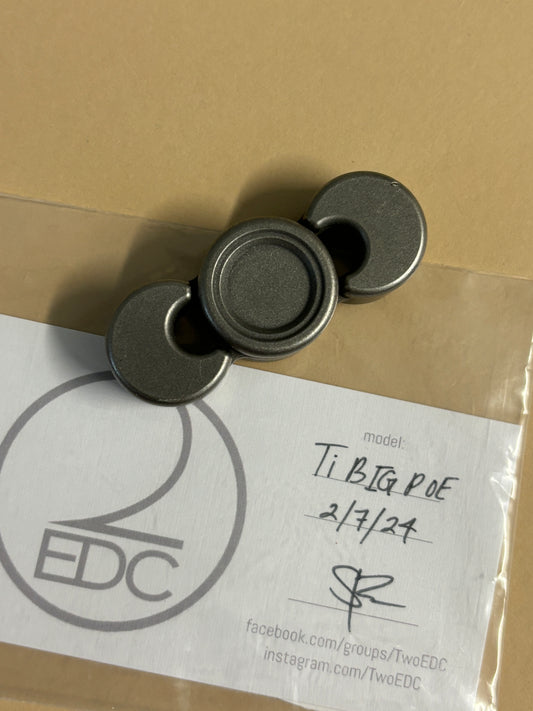 2
EDC
model:
Ti BIG POE
2/7/24
facebook.com/groups/TwoEDC
instagram.com/TwoEDC